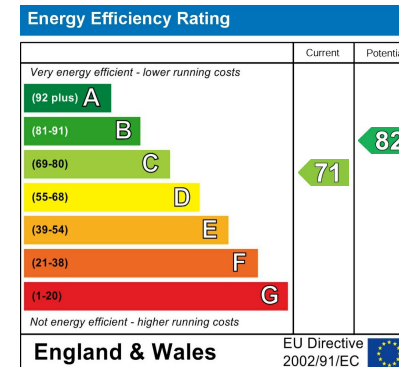 Energy Efficiency Rating
Current Potentia
Very energy efficient - lower running costs
(92 plus) A
(81-91) B
82
(69-80) C
71
(55-68) D
(39-54) E
(21-38) F
(1-20) G
Not energy efficient - higher running costs
England & Wales
EU Directive
2002/91/EC